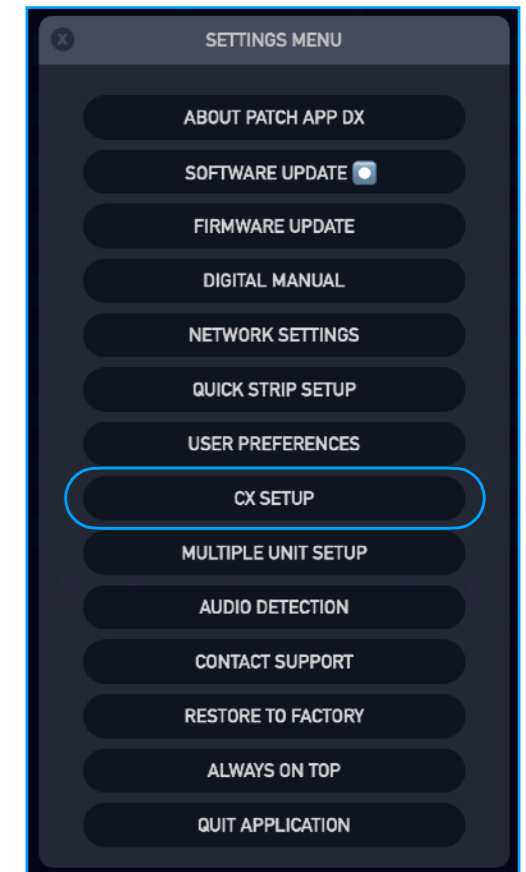 X
SETTINGS MENU
ABOUT PATCH APP DX
SOFTWARE UPDATE
FIRMWARE UPDATE
DIGITAL MANUAL
NETWORK SETTINGS
QUICK STRIP SETUP
USER PREFERENCES
CX SETUP
MULTIPLE UNIT SETUP
AUDIO DETECTION
CONTACT SUPPORT
RESTORE TO FACTORY
ALWAYS ON TOP
QUIT APPLICATION